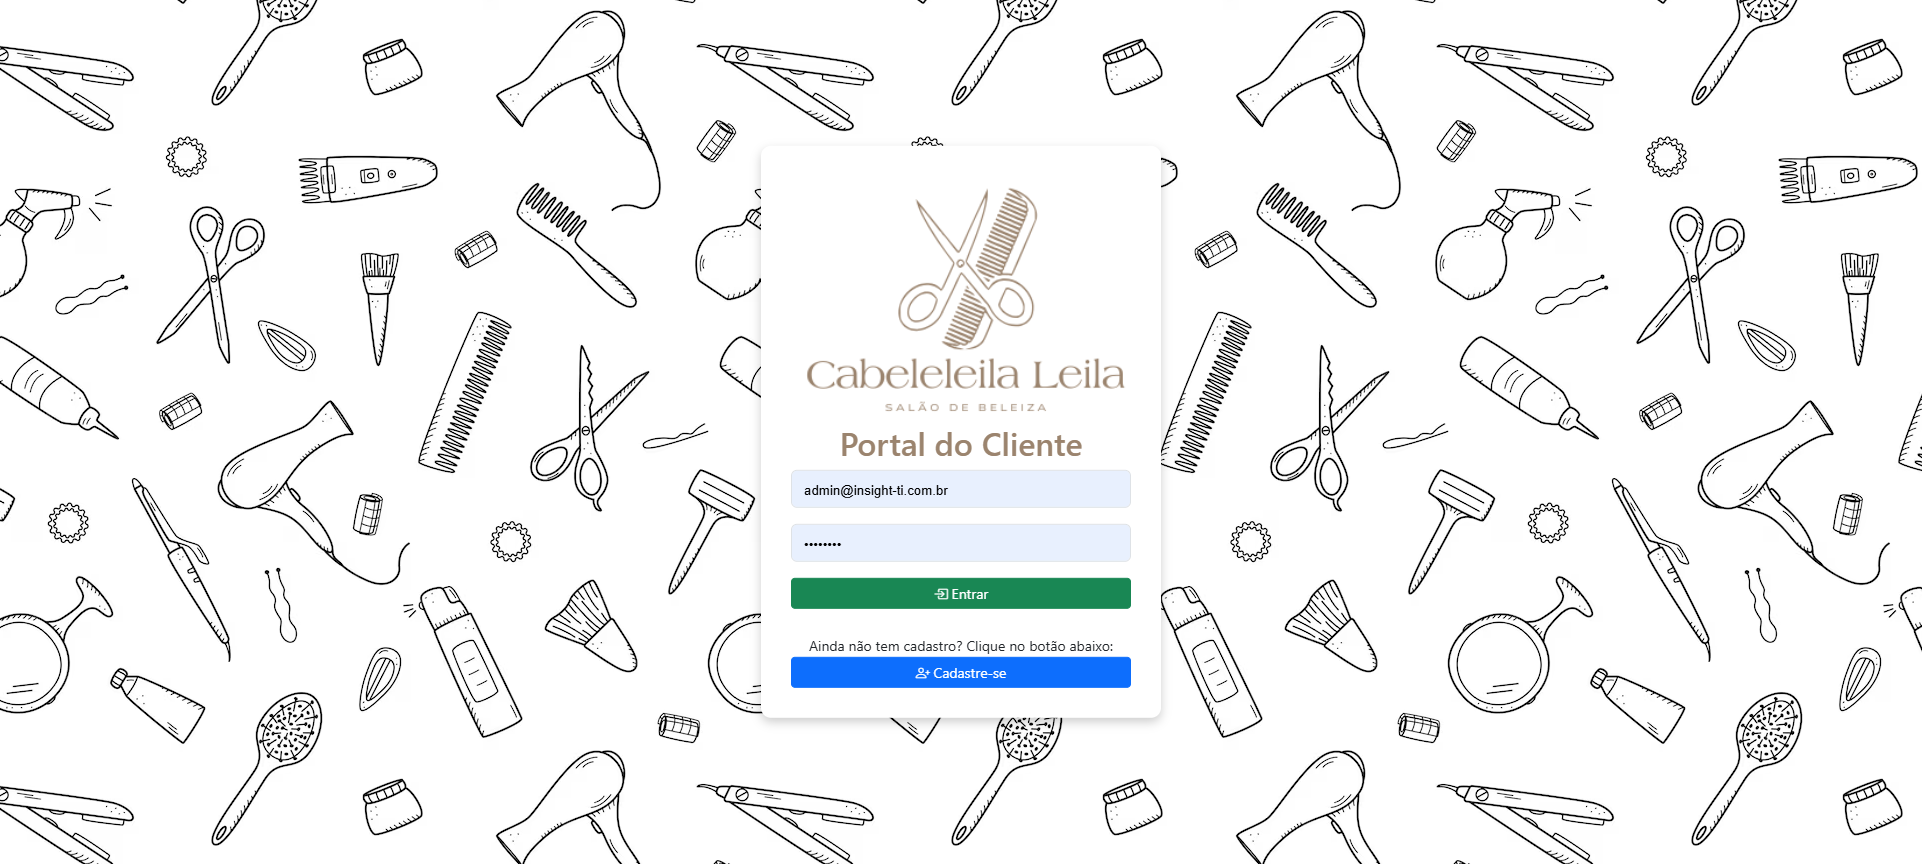 Cabeleleila Leila
SALÃO DE BELEIZA
Portal do Cliente
admin@insight-ti.com.br
••••••••
Entrar
Ainda não tem cadastro? Clique no botão abaixo:
Cadastre-se